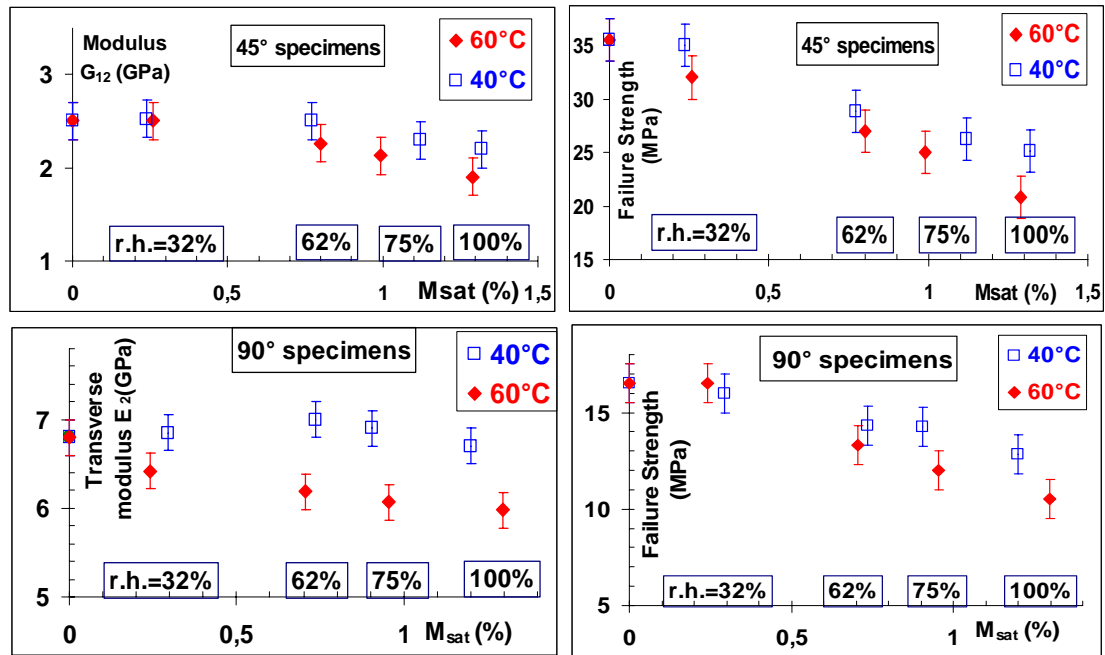 Modulus
G12 (GPa)
45° specimens
60°C
40°C
3
2
1
r.h.=32%
62%
75%
100%
0
0,5
1
Msat (%)
1,5
Failure Strength
(MPa)
45° specimens
60°C
40°C
35
30
25
20
15
r.h.=32%
62%
75%
100%
0
0,5
1
Msat (%)
1,5
Transverse
modulus E2(GPa)
90° specimens
40°C
60°C
8
7
6
5
r.h.=32%
62%
75%
100%
0
0,5
1
Msat (%)
Failure Strength
(MPa)
90° specimens
40°C
60°C
15
10
5
r.h.=32%
62%
75%
100%
0
0,5
1
Msat (%)